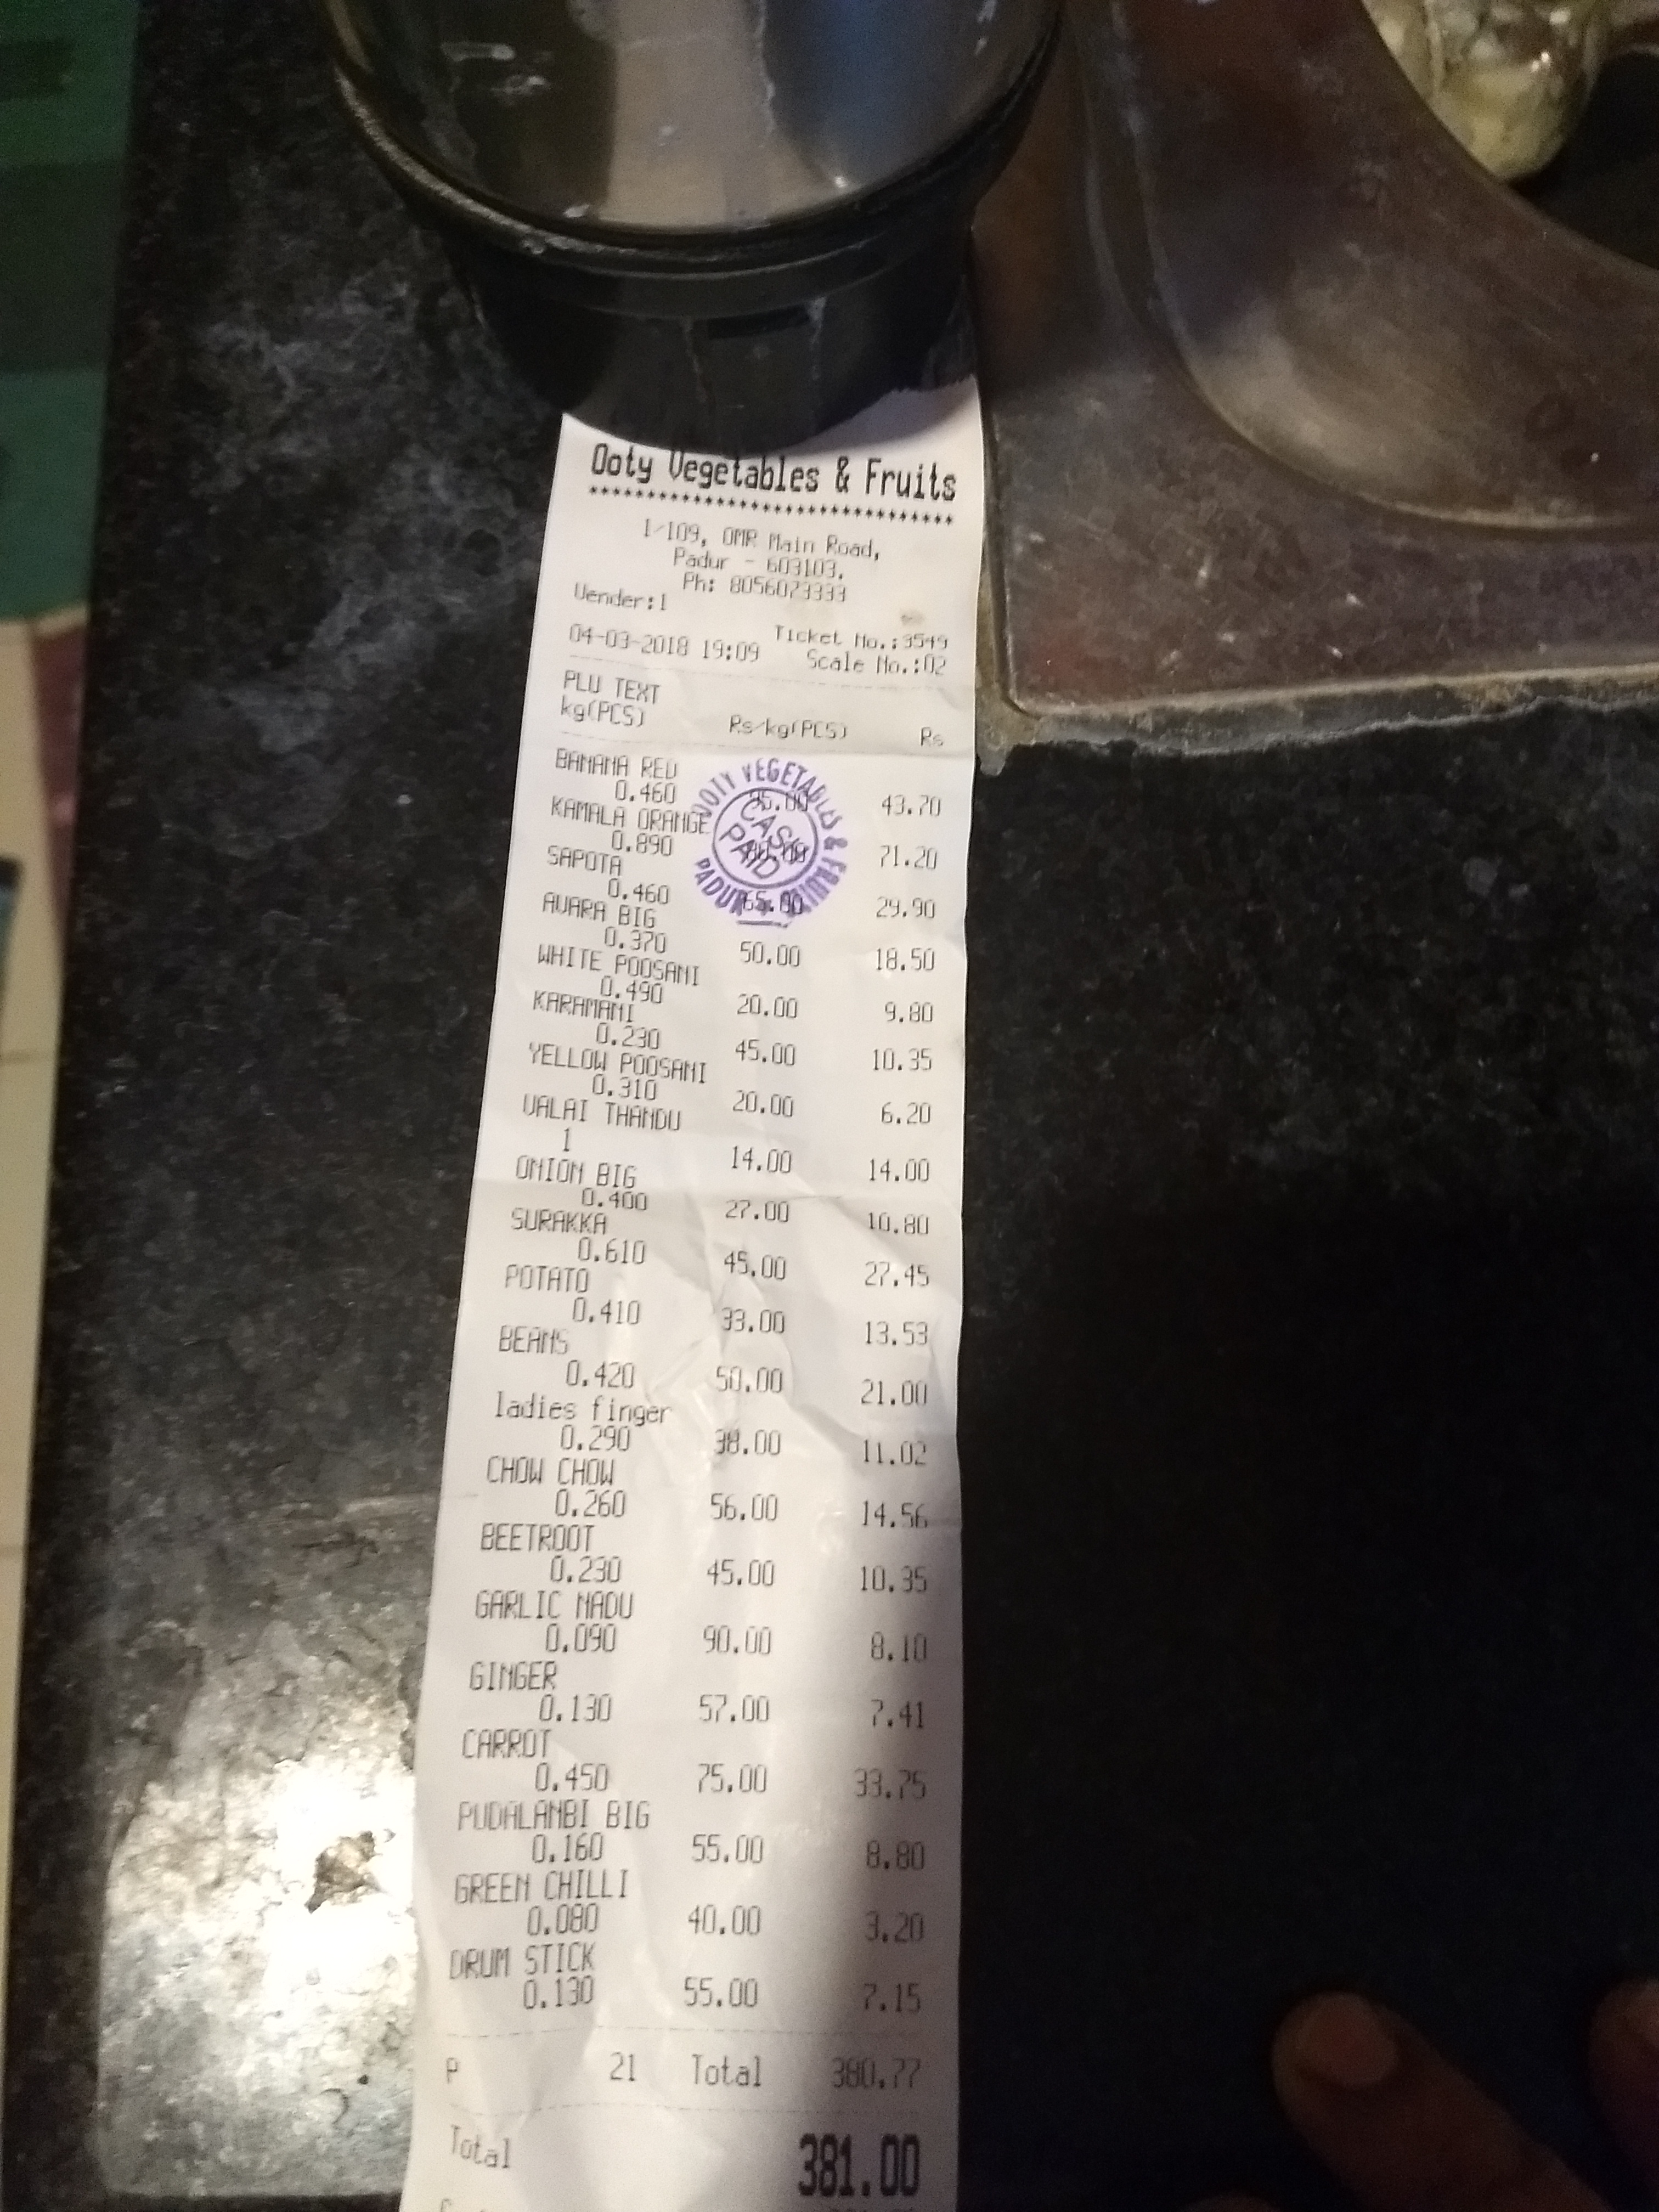 Ooty Vegetables & Fruits
********************************
1/109, OMR Main Road,
Padur - 603103.
Ph: 8056073333
Vender:1
Ticket No.:3549
04-03-2018 19:09 Scale No.:02
PLU TEXT
kg(PCS) Rs/kg(PCS) Rs
BANANA RED
0.460 95.00 43.70
KAMALA ORANGE
0.890 80.00 71.20
SAPOTA
0.460 65.00 29.90
AVARA BIG
0.370 50.00 18.50
WHITE POOSANI
0.490 20.00 9.80
KARAMANI
0.230 45.00 10.35
YELLOW POOSANI
0.310 20.00 6.20
VALAI THANDU
1 14.00 14.00
ONION BIG
0.400 27.00 10.80
SURAKKA
0.610 45.00 27.45
POTATO
0.410 33.00 13.53
BEANS
0.420 50.00 21.00
ladies finger
0.290 38.00 11.02
CHOW CHOW
0.260 56.00 14.56
BEETROOT
0.230 45.00 10.35
GARLIC NADU
0.090 90.00 8.10
GINGER
0.130 57.00 7.41
CARROT
0.450 75.00 33.75
PUDALANBI BIG
0.160 55.00 8.80
GREEN CHILLI
0.080 40.00 3.20
DRUM STICK
0.130 55.00 7.15
P 21 Total 380.77
Total 381.00
OOTY VEGETABLES & FRUITS
CASH
PAID
PADUR